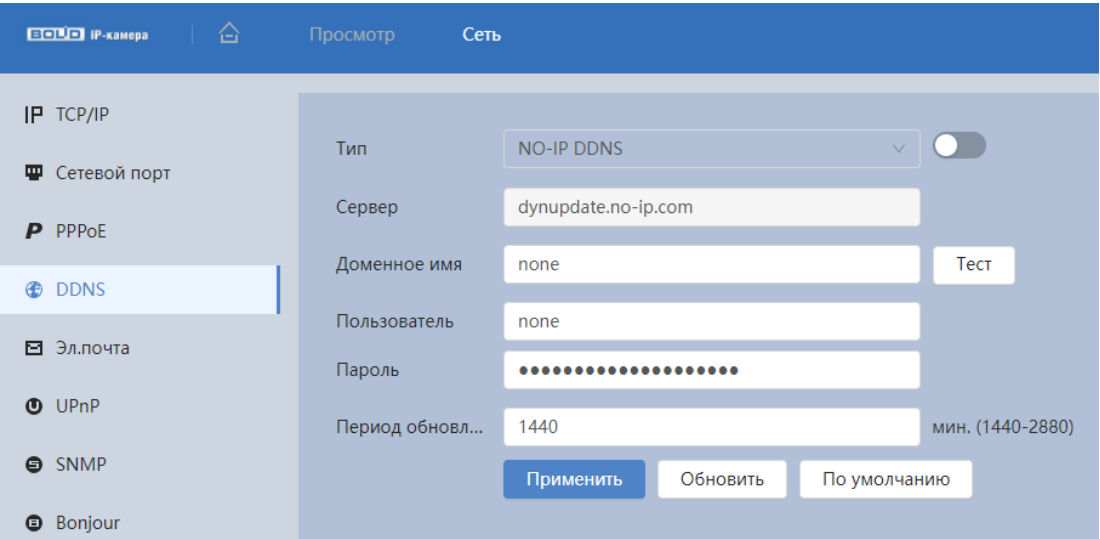 BOLID IP-камера
Просмотр Сеть
TCP/IP
Сетевой порт
PPPoE
DDNS
Эл.почта
UPnP
SNMP
Bonjour
Тип NO-IP DDNS
Сервер dynupdate.no-ip.com
Доменное имя none Тест
Пользователь none
Пароль ••••••••••••••••••••
Период обновл... 1440 мин. (1440-2880)
Применить Обновить По умолчанию